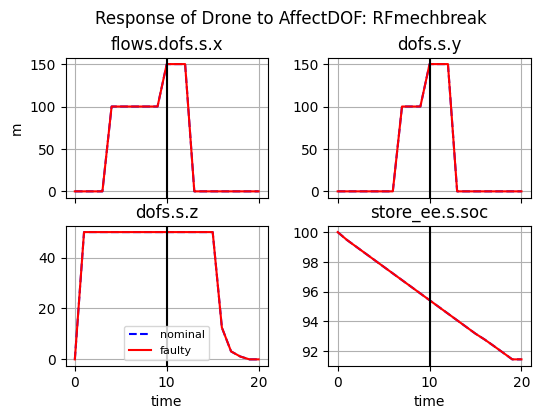 Response of Drone to AffectDOF: RFmechbreak
flows.dofs.s.x
dofs.s.y
150
100
50
0
m
150
100
50
0
dofs.s.z
store_ee.s.soc
40
20
0
nominal
faulty
100
98
96
94
92
0
10
20
time
0
10
20
time